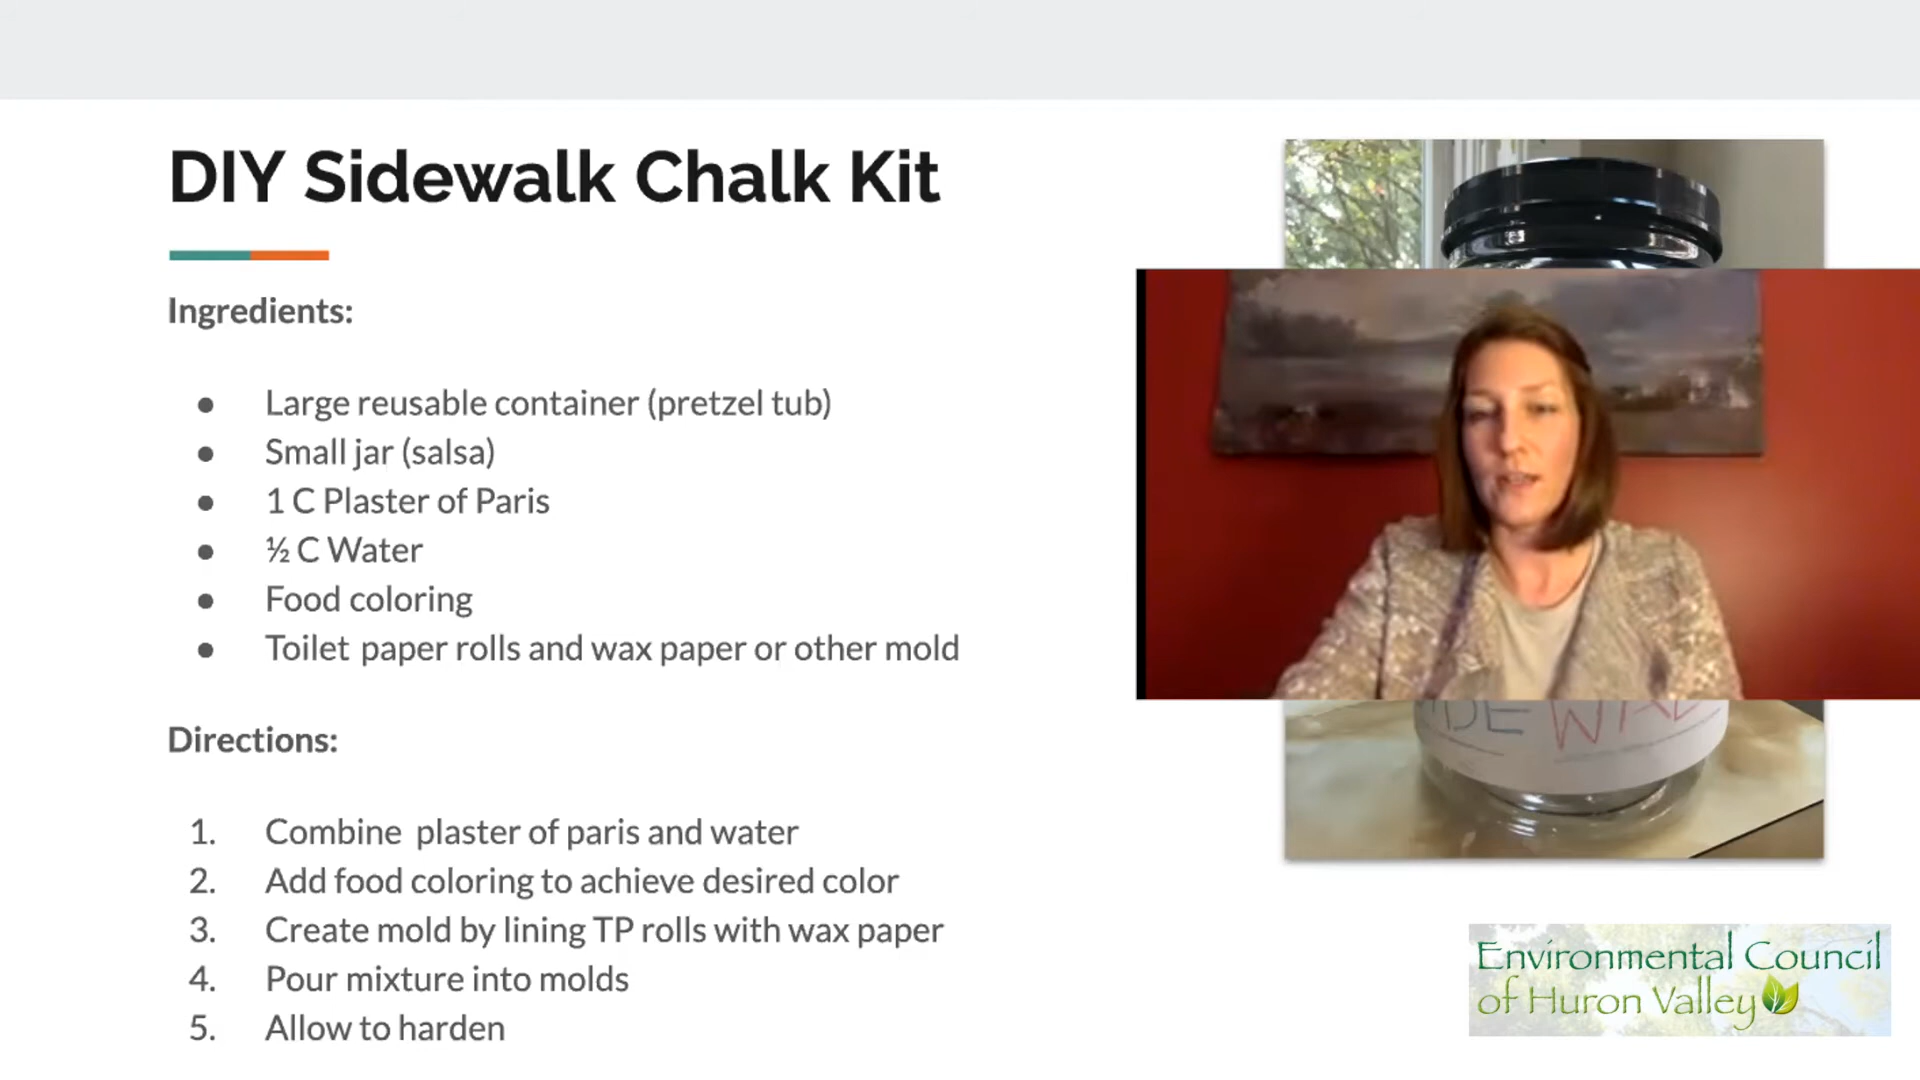 DIY Sidewalk Chalk Kit
Ingredients:
● Large reusable container (pretzel tub)
● Small jar (salsa)
● 1 C Plaster of Paris
● ½ C Water
● Food coloring
● Toilet paper rolls and wax paper or other mold
Directions:
1. Combine plaster of paris and water
2. Add food coloring to achieve desired color
3. Create mold by lining TP rolls with wax paper
4. Pour mixture into molds
5. Allow to harden
Environmental Council
of Huron Valley